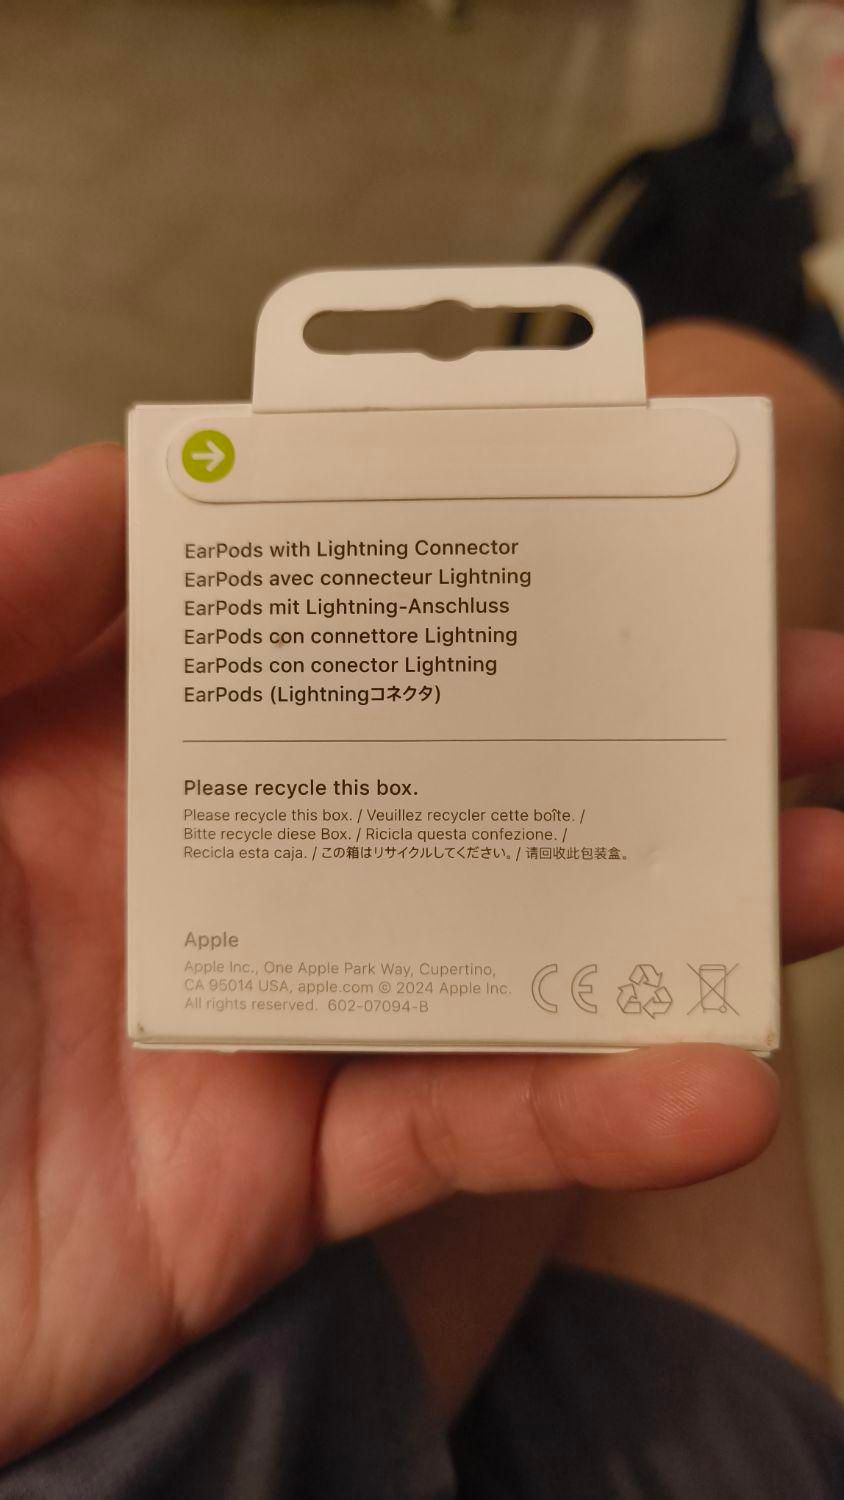 EarPods with Lightning Connector
EarPods avec connecteur Lightning
EarPods mit Lightning-Anschluss
EarPods con connettore Lightning
EarPods con conector Lightning
EarPods (Lightningコネクタ)
Please recycle this box.
Please recycle this box. / Veuillez recycler cette boîte. /
Bitte recycle diese Box. / Ricicla questa confezione. /
Recicla esta caja. / この箱はリサイクルしてください。/ 请回收此包装盒。
Apple
Apple Inc., One Apple Park Way, Cupertino,
CA 95014 USA, apple.com © 2024 Apple Inc.
All rights reserved. 602-07094-B
CE